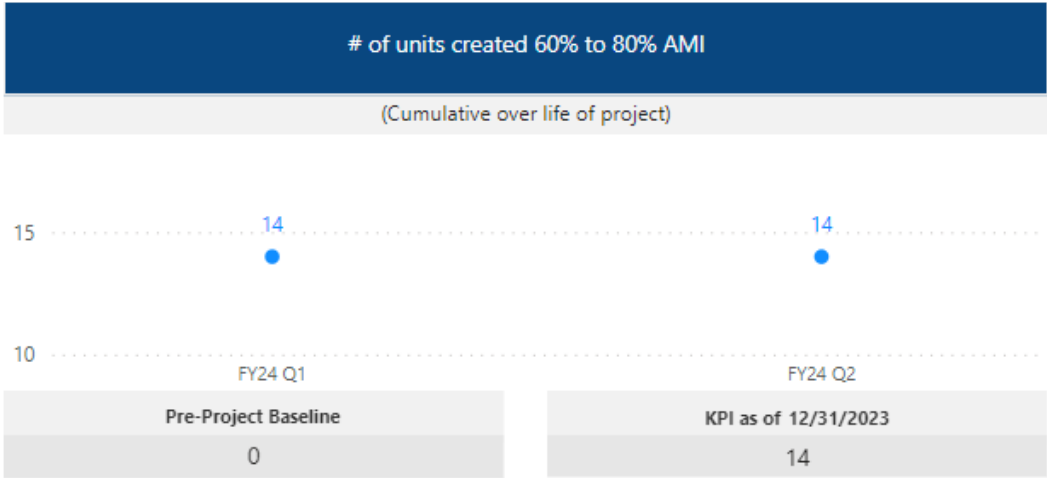 # of units created 60% to 80% AMI
(Cumulative over life of project)
14
14
15
10
FY24 Q1
FY24 Q2
Pre-Project Baseline
KPI as of 12/31/2023
0
14